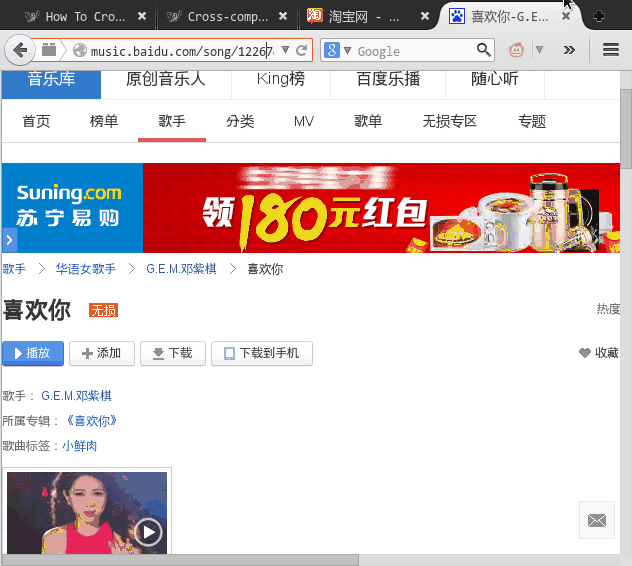 How To Cro... Cross-comp... 淘宝网 - ... 喜欢你-G.E...
music.baidu.com/song/12267 Google
音乐库 原创音乐人 King榜 百度乐播 随心听
首页 榜单 歌手 分类 MV 歌单 无损专区 专题
Suning.com
苏宁易购
领180元红包
歌手 > 华语女歌手 > G.E.M.邓紫棋 > 喜欢你
喜欢你 无损 热度
播放 添加 下载 下载到手机 收藏
歌手： G.E.M.邓紫棋
所属专辑：《喜欢你》
歌曲标签：小鲜肉